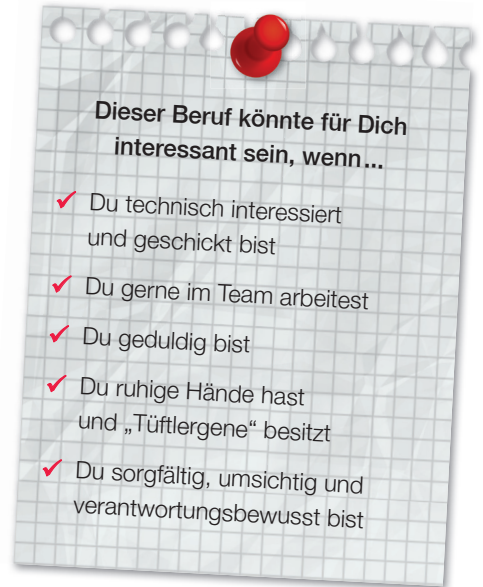 Dieser Beruf könnte für Dich
interessant sein, wenn...
Du technisch interessiert
und geschickt bist
Du gerne im Team arbeitest
Du geduldig bist
Du ruhige Hände hast
und „Tüftlergene“ besitzt
Du sorgfältig, umsichtig und
verantwortungsbewusst bist